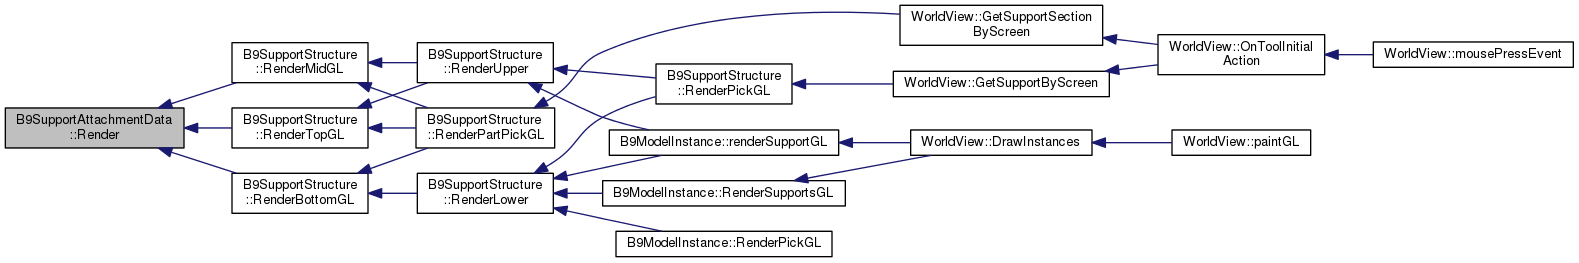 B9SupportAttachmentData
::Render
B9SupportStructure
::RenderMidGL
B9SupportStructure
::RenderTopGL
B9SupportStructure
::RenderBottomGL
B9SupportStructure
::RenderUpper
B9SupportStructure
::RenderPartPickGL
B9SupportStructure
::RenderLower
B9SupportStructure
::RenderPickGL
B9ModelInstance::renderSupportGL
B9ModelInstance::RenderSupportsGL
B9ModelInstance::RenderPickGL
WorldView::GetSupportSection
ByScreen
WorldView::GetSupportByScreen
WorldView::DrawInstances
WorldView::OnToolInitial
Action
WorldView::paintGL
WorldView::mousePressEvent